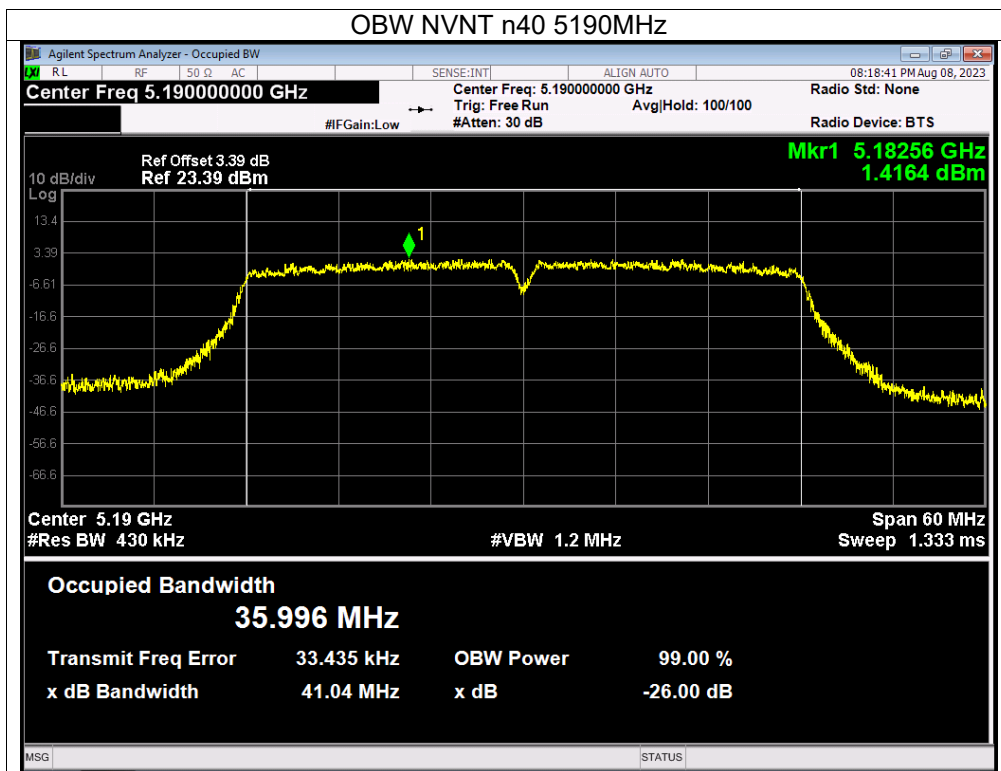 OBW NVNT n40 5190MHz
Agilent Spectrum Analyzer - Occupied BW
LXI RL RF 50 Ω AC SENSE:INT ALIGN AUTO 08:18:41 PM Aug 08, 2023
Center Freq 5.190000000 GHz Center Freq: 5.190000000 GHz Radio Std: None
Trig: Free Run Avg|Hold: 100/100
#IFGain:Low #Atten: 30 dB Radio Device: BTS
Mkr1 5.18256 GHz
1.4164 dBm
Ref Offset 3.39 dB
10 dB/div Ref 23.39 dBm
Log
13.4
1
3.39
-6.61
-16.6
-26.6
-36.6
-46.6
-56.6
-66.6
Center 5.19 GHz Span 60 MHz
#Res BW 430 kHz #VBW 1.2 MHz Sweep 1.333 ms
Occupied Bandwidth
35.996 MHz
Transmit Freq Error 33.435 kHz OBW Power 99.00 %
x dB Bandwidth 41.04 MHz x dB -26.00 dB
MSG STATUS